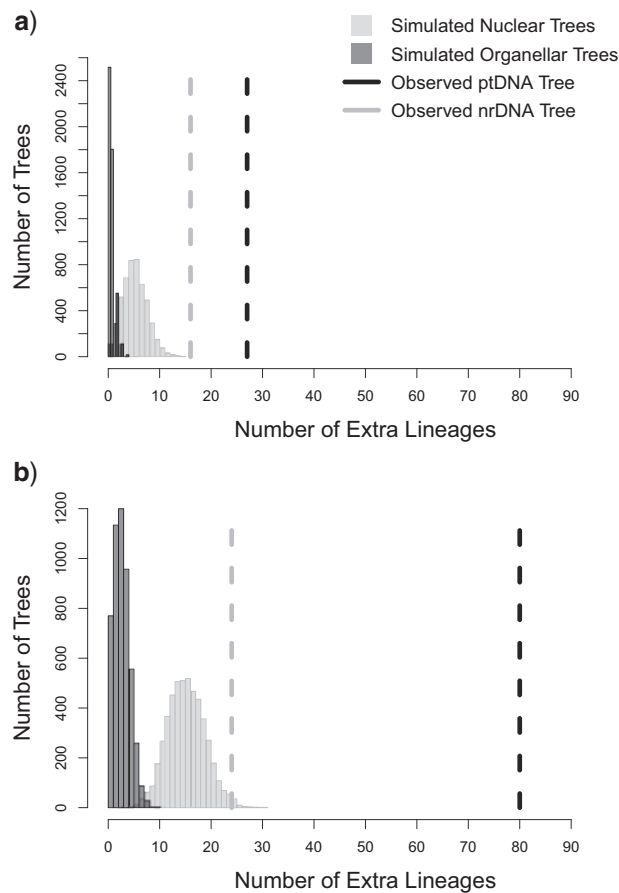 a)
Simulated Nuclear Trees
Simulated Organellar Trees
Observed ptDNA Tree
Observed nrDNA Tree
Number of Trees
0 400 800 1200 1600 2000 2400
0 10 20 30 40 50 60 70 80 90
Number of Extra Lineages
b)
Number of Trees
0 200 400 600 800 1000 1200
0 10 20 30 40 50 60 70 80 90
Number of Extra Lineages